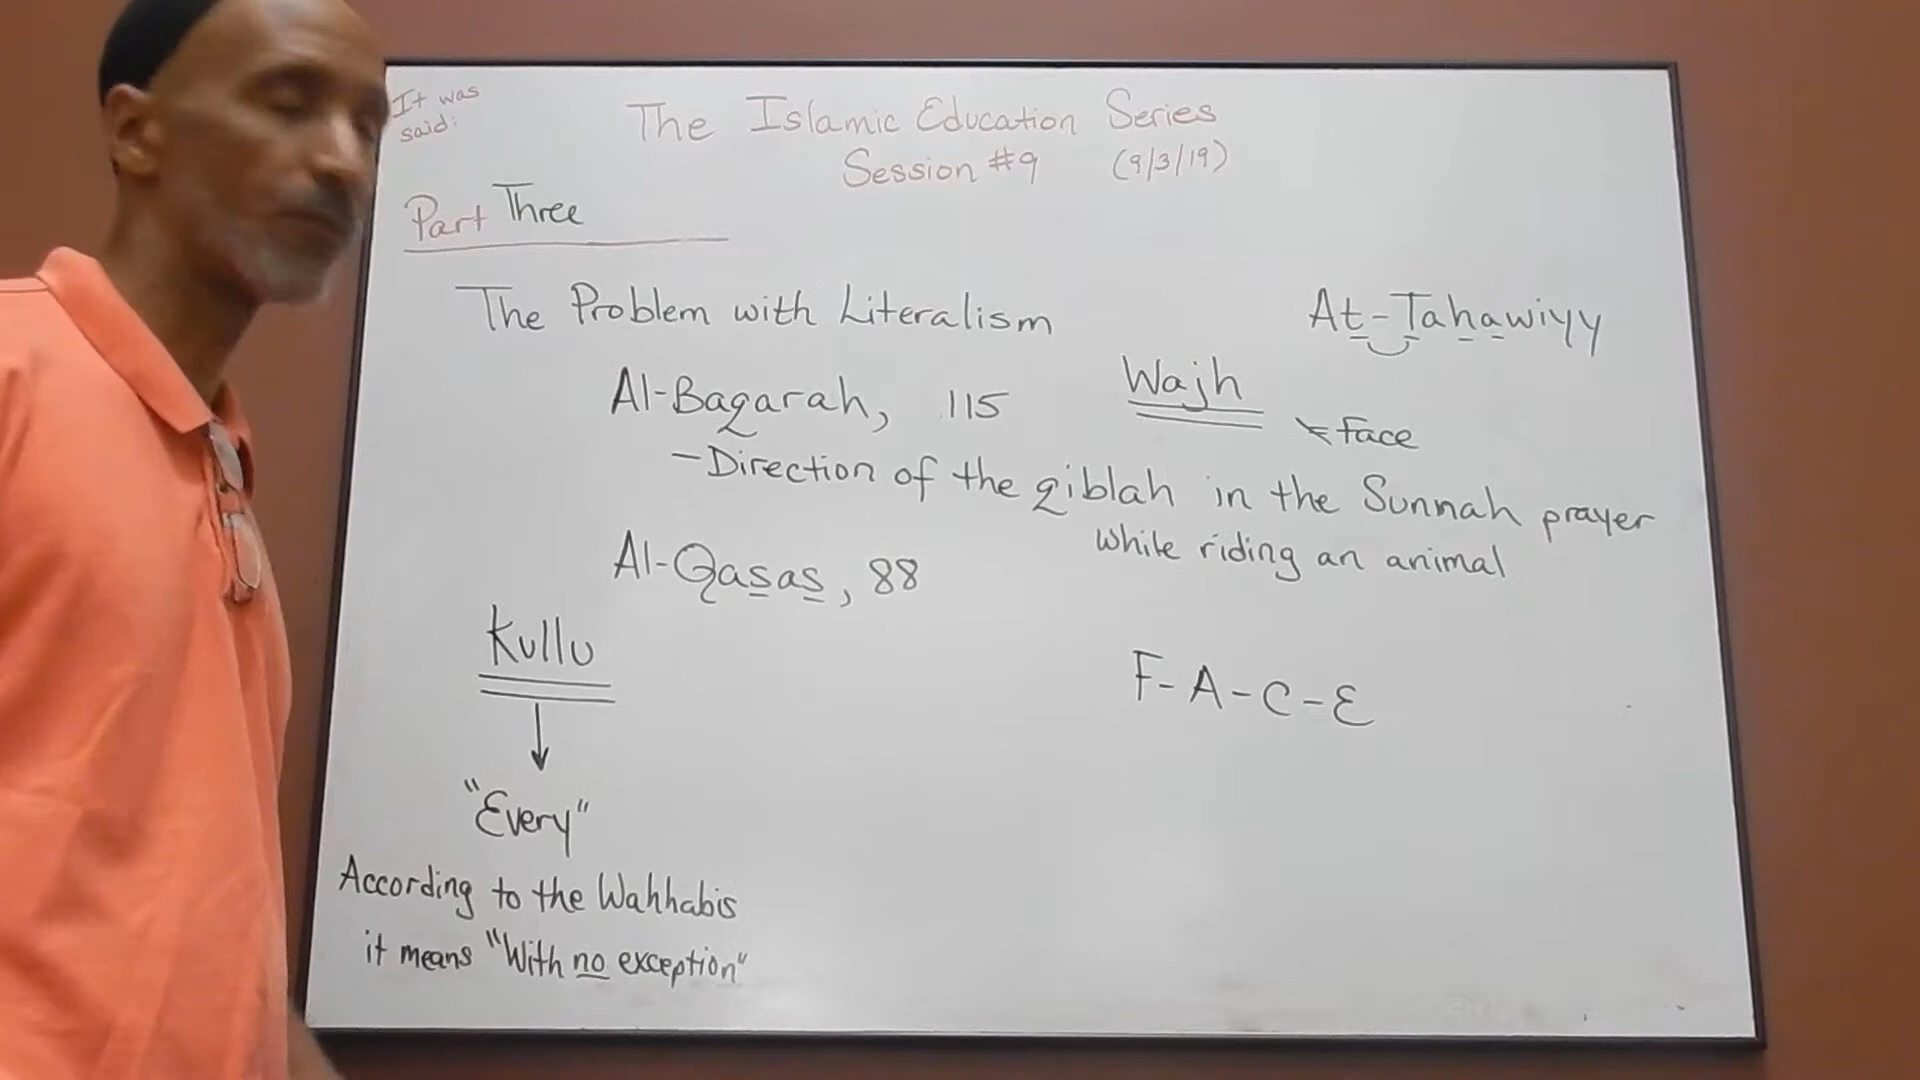 It was
said:
The Islamic Education Series
Session #9 (9/3/19)
Part Three
The Problem with Literalism
At-Tahawiyy
Al-Baqarah, 115
Wajh
Face
-Direction of the qiblah in the Sunnah prayer
while riding an animal
Al-Qasas, 88
Kullu
F-A-C-E
"Every"
According to the Wahhabis
it means "With no exception"